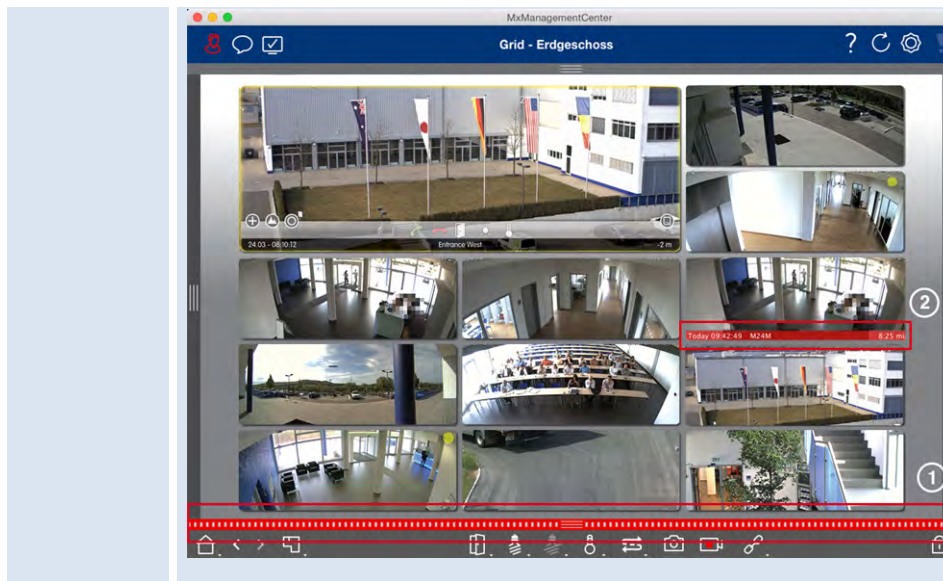 MxManagementCenter
Grid - Erdgeschoss
?
24.03 - 08:10:12 Entrance West -2 m
2
Today 09:42:49 M24M 8:25 mi
1